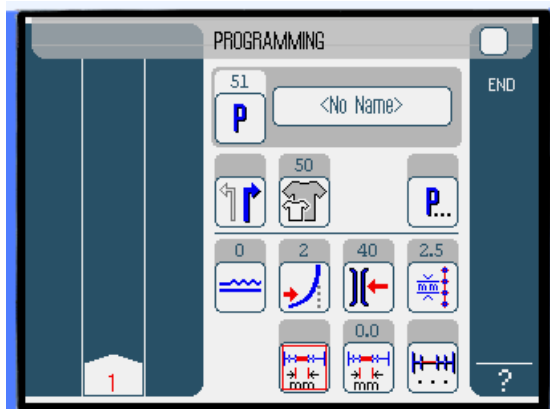 PROGRAMMING
51
P
<No Name>
END
50
P...
0
2
40
2.5
mm
0.0
mm
mm
...
1
?